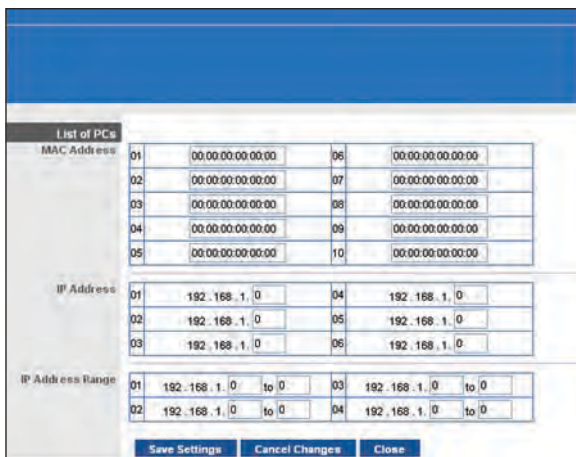 List of PCs
MAC Address
01 00:00:00:00:00:00 06 00:00:00:00:00:00
02 00:00:00:00:00:00 07 00:00:00:00:00:00
03 00:00:00:00:00:00 08 00:00:00:00:00:00
04 00:00:00:00:00:00 09 00:00:00:00:00:00
05 00:00:00:00:00:00 10 00:00:00:00:00:00
IP Address
01 192 . 168 . 1. 0 04 192 . 168 . 1. 0
02 192 . 168 . 1. 0 05 192 . 168 . 1. 0
03 192 . 168 . 1. 0 06 192 . 168 . 1. 0
IP Address Range
01 192 . 168 . 1. 0 to 0 03 192 . 168 . 1. 0 to 0
02 192 . 168 . 1. 0 to 0 04 192 . 168 . 1. 0 to 0
Save Settings Cancel Changes Close